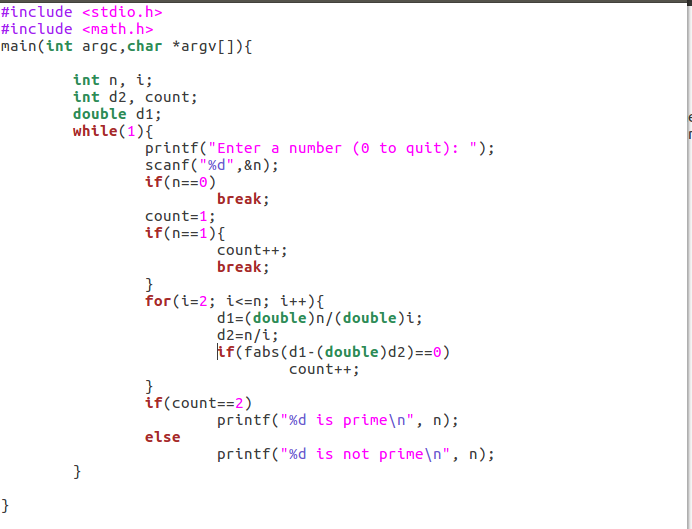 #include <stdio.h>
#include <math.h>
main(int argc,char *argv[]){
int n, i;
int d2, count;
double d1;
while(1){
printf("Enter a number (0 to quit): ");
scanf("%d",&n);
if(n==0)
break;
count=1;
if(n==1){
count++;
break;
}
for(i=2; i<=n; i++){
d1=(double)n/(double)i;
d2=n/i;
if(fabs(d1-(double)d2)==0)
count++;
}
if(count==2)
printf("%d is prime\n", n);
else
printf("%d is not prime\n", n);
}
}